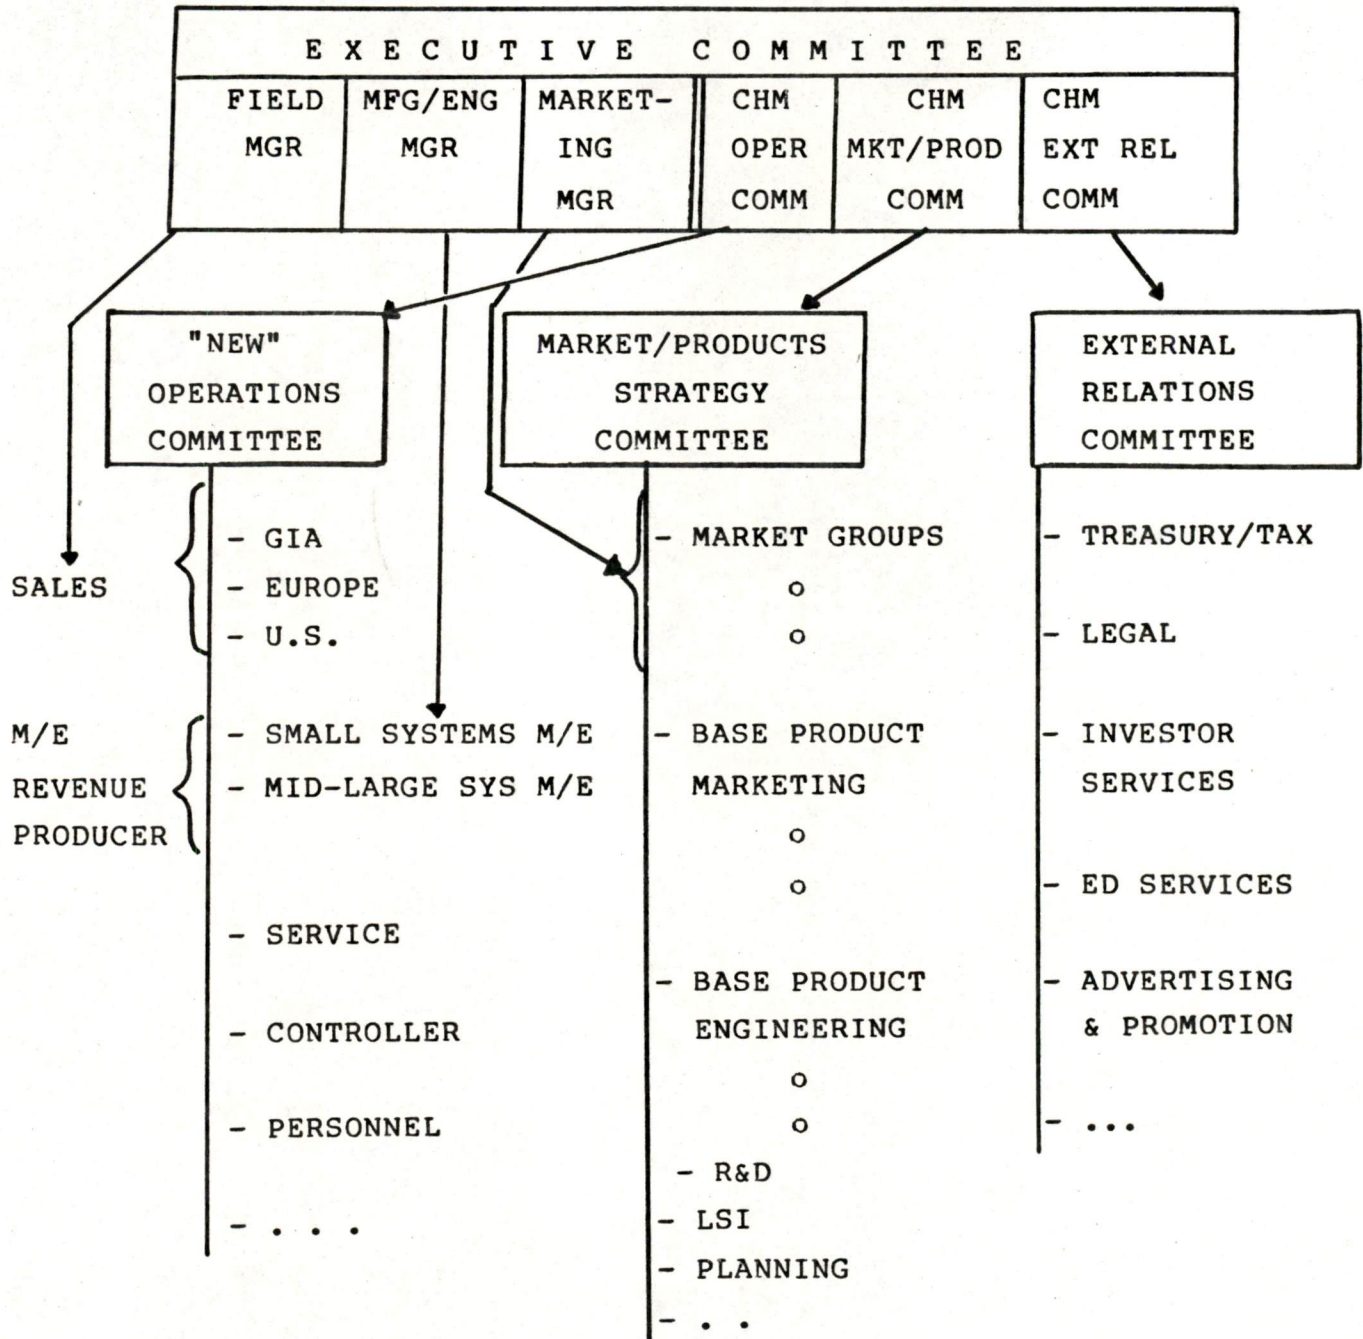 EXECUTIVE COMMITTEE
FIELD
MGR
MFG/ENG
MGR
MARKET-
ING
MGR
CHM
OPER
COMM
CHM
MKT/PROD
COMM
CHM
EXT REL
COMM
"NEW"
OPERATIONS
COMMITTEE
MARKET/PRODUCTS
STRATEGY
COMMITTEE
EXTERNAL
RELATIONS
COMMITTEE
SALES
- GIA
- EUROPE
- U.S.
M/E
REVENUE
PRODUCER
- SMALL SYSTEMS M/E
- MID-LARGE SYS M/E
- SERVICE
- CONTROLLER
- PERSONNEL
- . . .
- MARKET GROUPS
o
o
- BASE PRODUCT
MARKETING
o
o
- BASE PRODUCT
ENGINEERING
o
o
- R&D
- LSI
- PLANNING
- . .
- TREASURY/TAX
- LEGAL
- INVESTOR
SERVICES
- ED SERVICES
- ADVERTISING
& PROMOTION
- ...